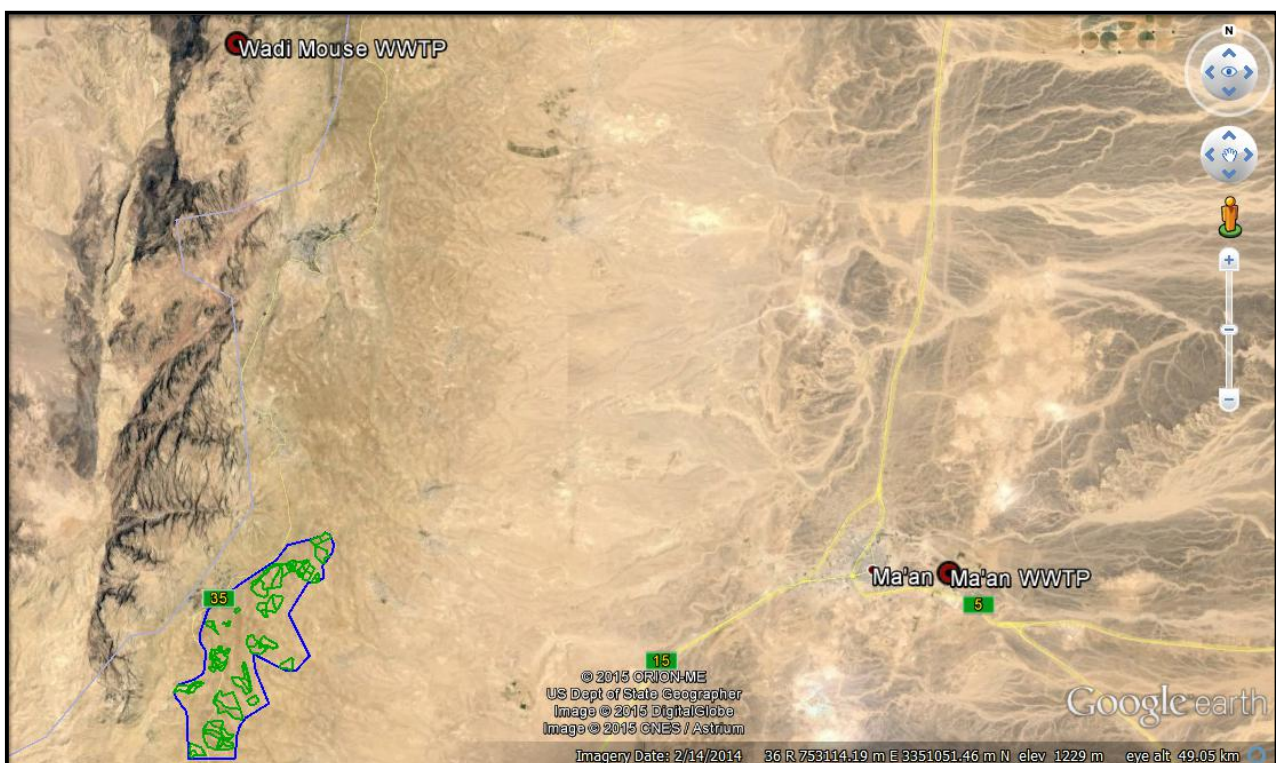 Wadi Mouse WWTP
N
35
Ma'an
Ma'an WWTP
5
15
© 2015 ORION-ME
US Dept of State Geographer
Image © 2015 DigitalGlobe
Image © 2015 CNES / Astrium
Google earth
Imagery Date: 2/14/2014 36 R 753114.19 m E 3351051.46 m N elev 1229 m eye alt 49.05 km